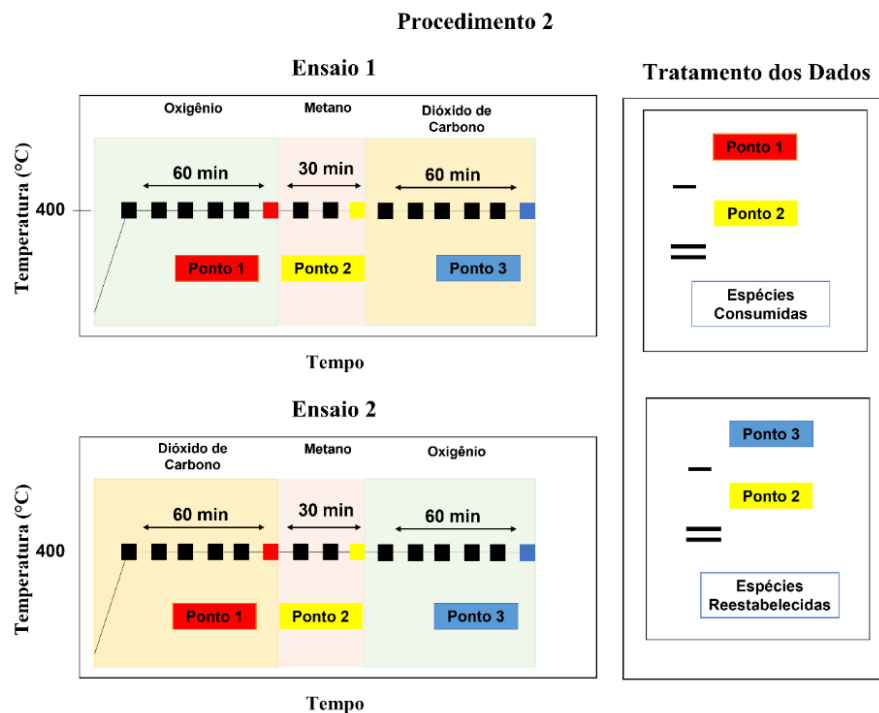 Procedimento 2
Ensaio 1
Oxigênio
Metano
Dióxido de
Carbono
60 min
30 min
60 min
Temperatura (°C)
400
Ponto 1
Ponto 2
Ponto 3
Tempo
Ensaio 2
Dióxido de
Carbono
Metano
Oxigênio
60 min
30 min
60 min
Temperatura (°C)
400
Ponto 1
Ponto 2
Ponto 3
Tempo
Tratamento dos Dados
Ponto 1
Ponto 2
Espécies
Consumidas
Ponto 3
Ponto 2
Espécies
Reestabelecidas